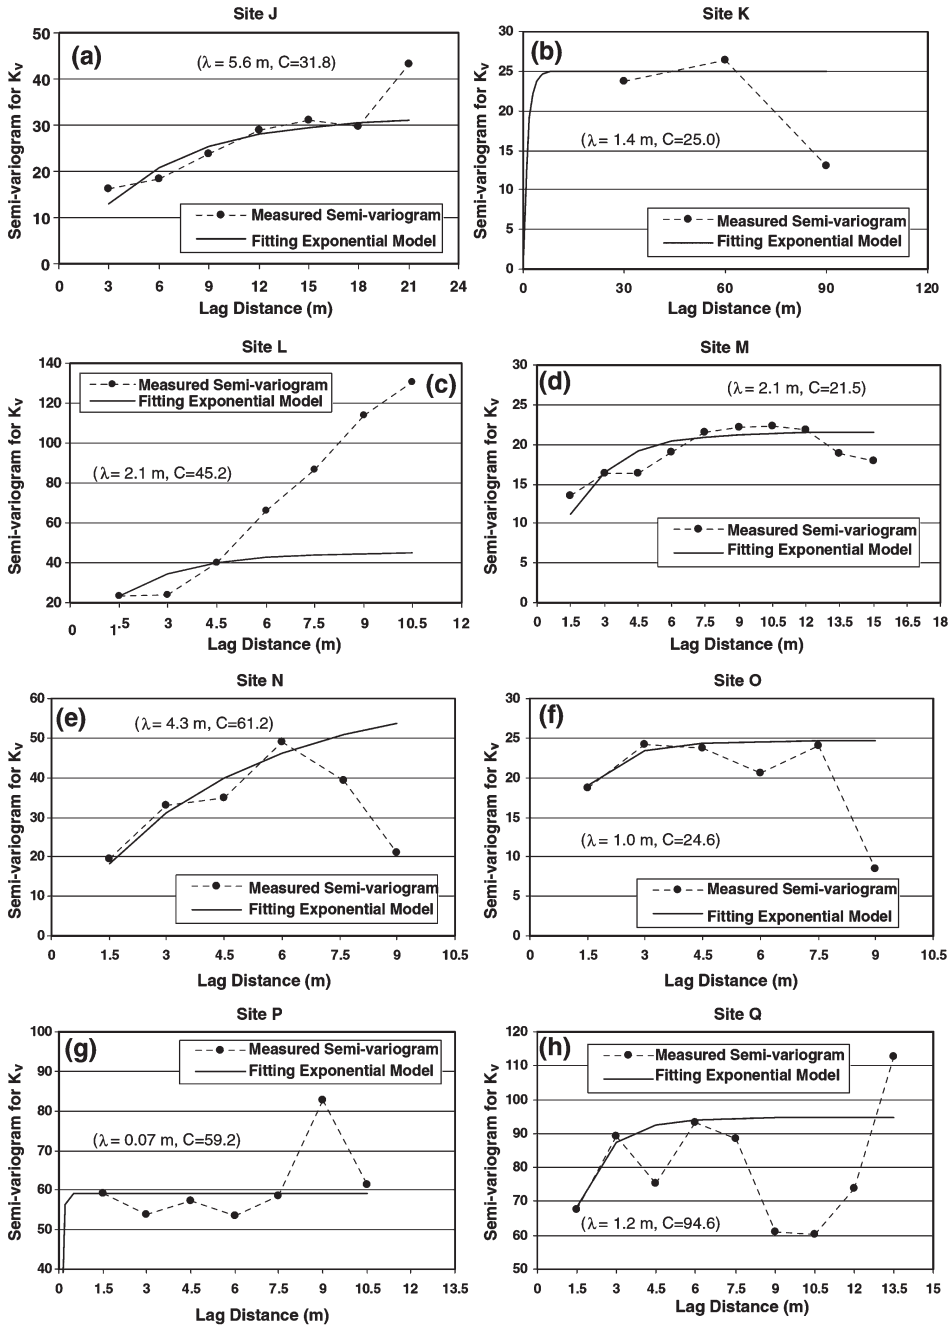 Site J
(a)
(λ = 5.6 m, C=31.8)
Semi-variogram for Kv
50
40
30
20
10
0
Measured Semi-variogram
Fitting Exponential Model
0 3 6 9 12 15 18 21 24
Lag Distance (m)
Site K
(b)
(λ= 1.4 m, C=25.0)
Semi-variogram for Kv
30
25
20
15
10
5
0
Measured Semi-variogram
Fitting Exponential Model
0 30 60 90 120
Lag Distance (m)
Site L
(c)
(λ= 2.1 m, C=45.2)
Semi-variogram for Kv
140
120
100
80
60
40
20
Measured Semi-variogram
Fitting Exponential Model
0 1.5 3 4.5 6 7.5 9 10.5 12
Lag Distance (m)
Site M
(d)
(λ= 2.1 m, C=21.5)
Semi-variogram for Kv
30
25
20
15
10
5
0
Measured Semi-variogram
Fitting Exponential Model
0 1.5 3 4.5 6 7.5 9 10.5 12 13.5 15 16.5 18
Lag Distance (m)
Site N
(e)
(λ= 4.3 m, C=61.2)
Semi-variogram for Kv
60
50
40
30
20
10
0
Measured Semi-variogram
Fitting Exponential Model
0 1.5 3 4.5 6 7.5 9 10.5
Lag Distance (m)
Site O
(f)
(λ= 1.0 m, C=24.6)
Semi-variogram for Kv
30
25
20
15
10
5
0
Measured Semi-variogram
Fitting Exponential Model
0 1.5 3 4.5 6 7.5 9 10.5
Lag Distance (m)
Site P
(g)
(λ= 0.07 m, C=59.2)
Semi-variogram for Kv
100
90
80
70
60
50
40
Measured Semi-variogram
Fitting Exponential Model
0 1.5 3 4.5 6 7.5 9 10.5 12 13.5
Lag Distance (m)
Site Q
(h)
(λ= 1.2 m, C=94.6)
Semi-variogram for Kv
120
110
100
90
80
70
60
50
Measured Semi-variogram
Fitting Exponential Model
0 1.5 3 4.5 6 7.5 9 10.5 12 13.5 15
Lag Distance (m)